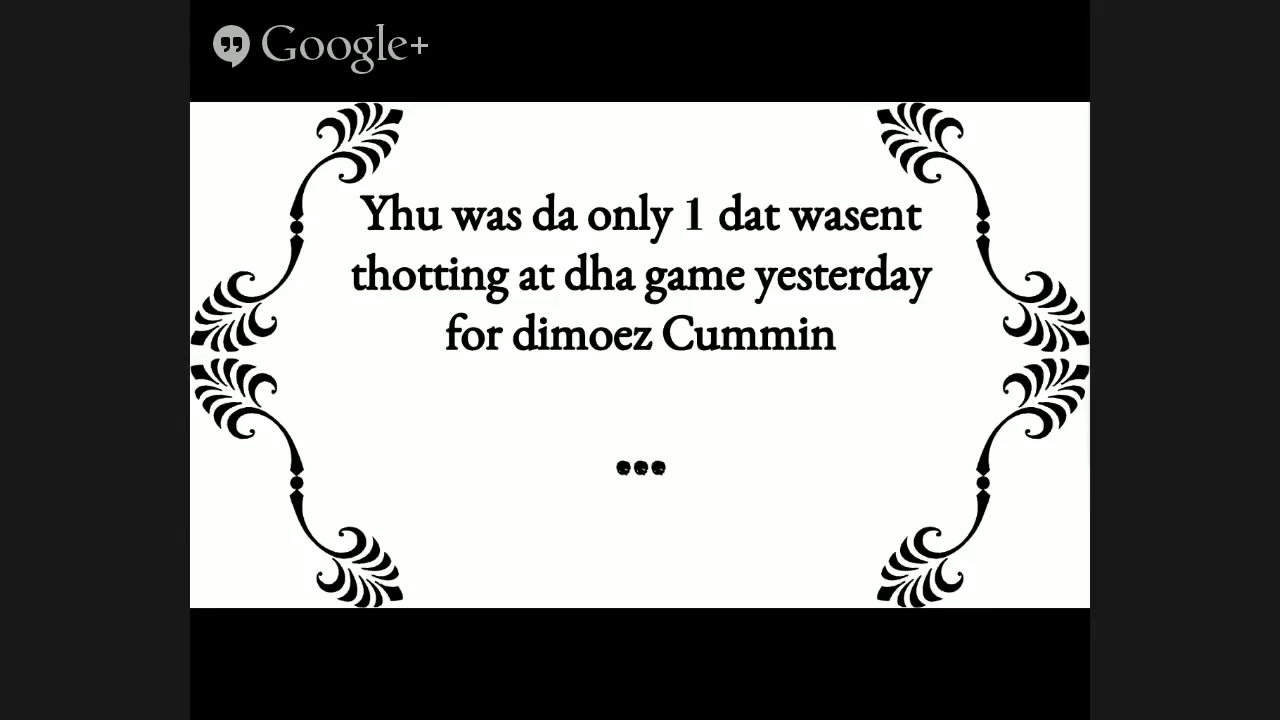 Google+
Yhu was da only 1 dat wasent
thotting at dha game yesterday
for dimoez Cummin
...